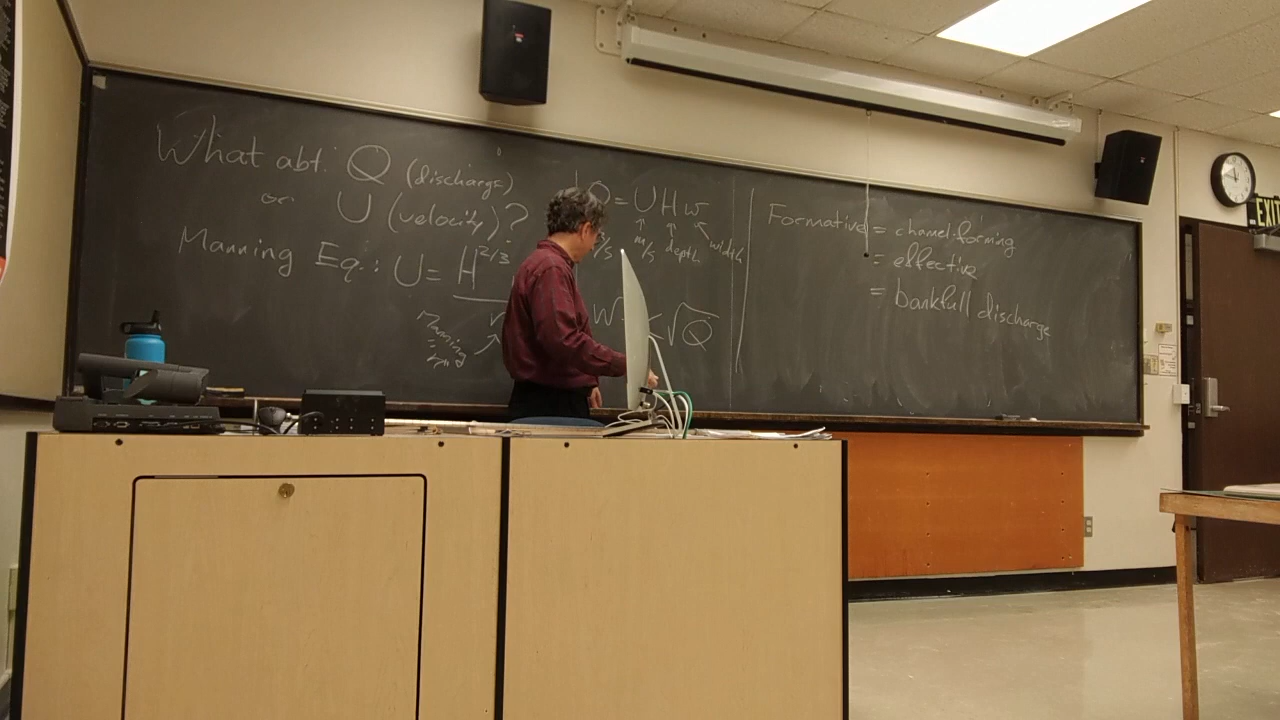 What abt. Q (discharge)
or U (velocity)?
Manning Eq.: U = H^2/3
n
Manning
Q = U H w
/s m/s depth width
W √Q
Formative = channel forming
= effective
= bankfull discharge
EXIT